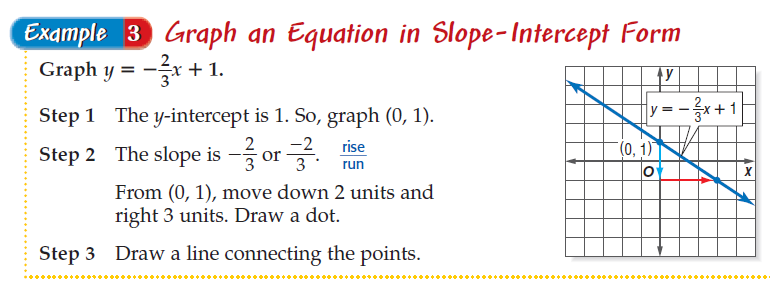 Example 3 Graph an Equation in Slope-Intercept Form
Graph y = −2/3x + 1.
Step 1 The y-intercept is 1. So, graph (0, 1).
Step 2 The slope is −2/3 or −2/3. rise/run
From (0, 1), move down 2 units and
right 3 units. Draw a dot.
Step 3 Draw a line connecting the points.
y
y = −2/3x + 1
(0, 1)
O
x